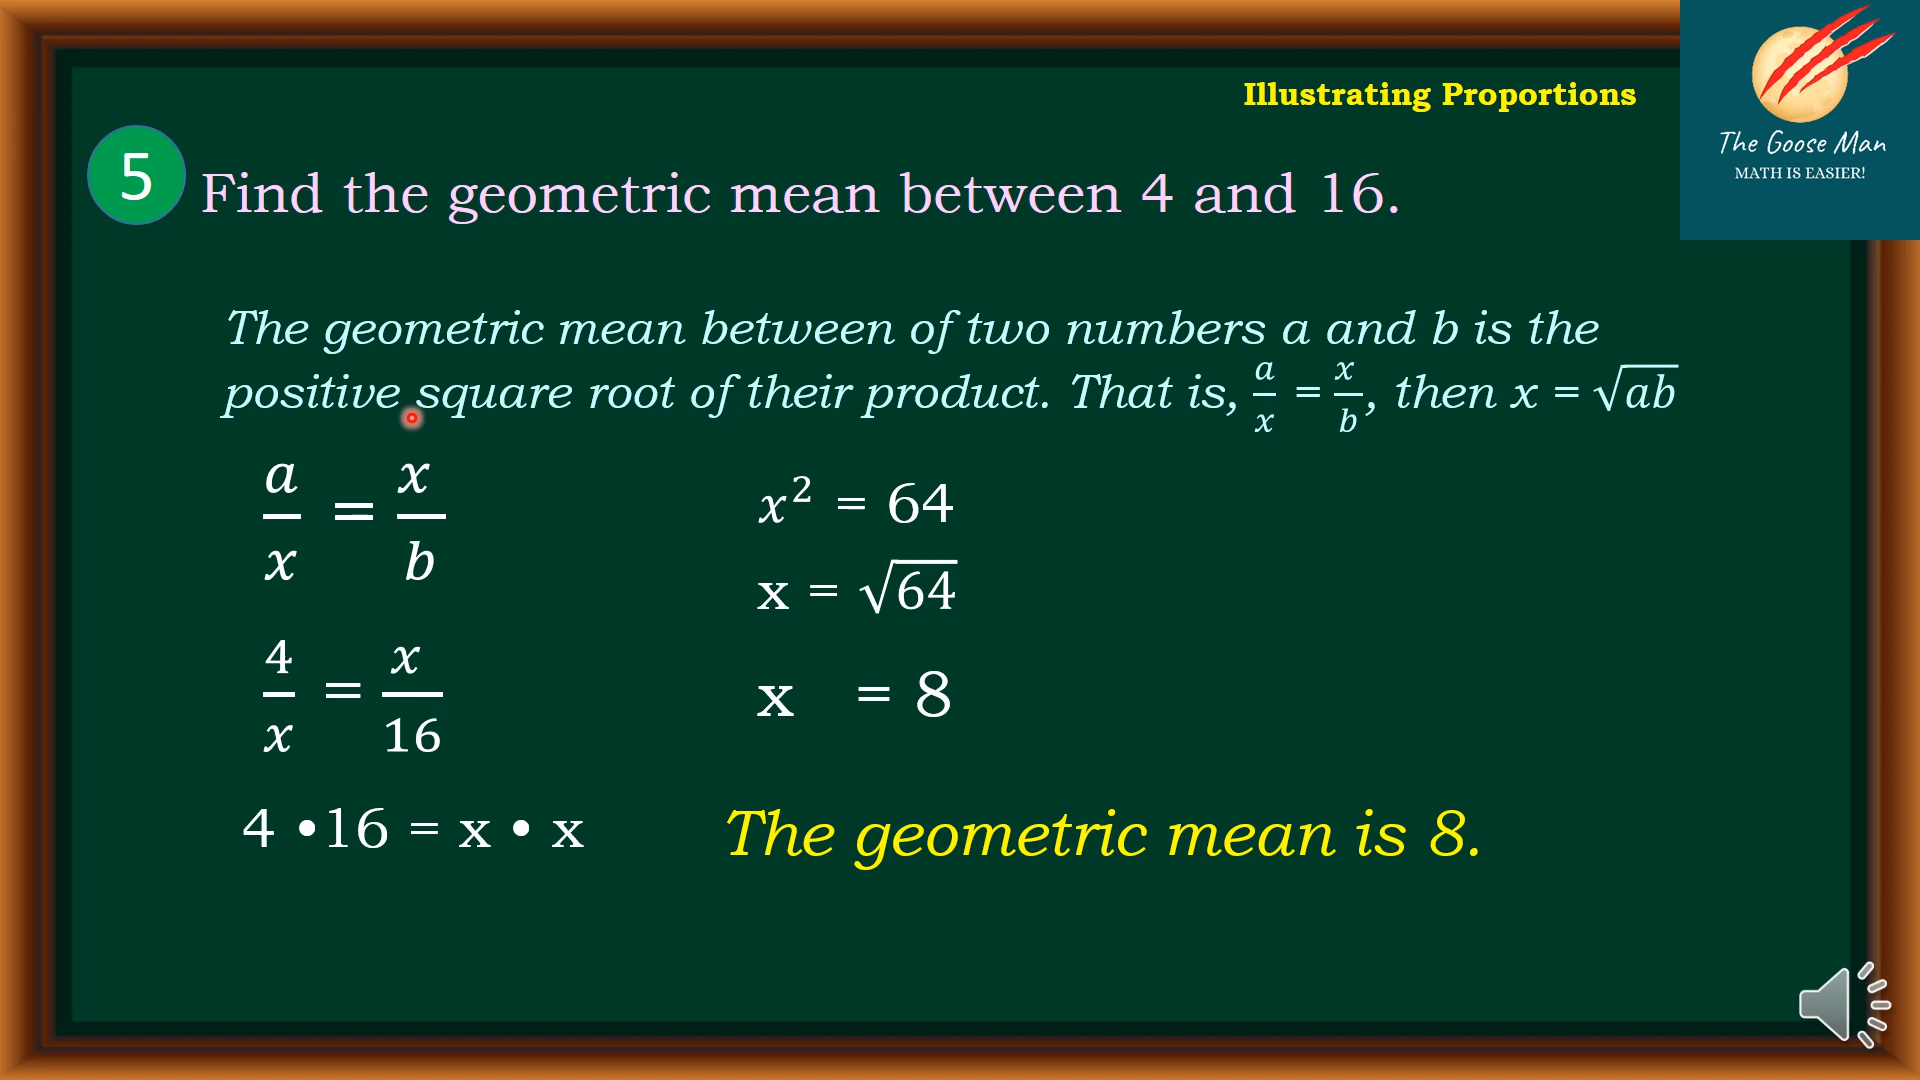 Illustrating Proportions
The Goose Man
MATH IS EASIER!
5
Find the geometric mean between 4 and 16.
The geometric mean between of two numbers a and b is the
positive square root of their product. That is, a/x = x/b, then x = √ab
a/x = x/b
4/x = x/16
4 •16 = x • x
x² = 64
x = √64
x = 8
The geometric mean is 8.